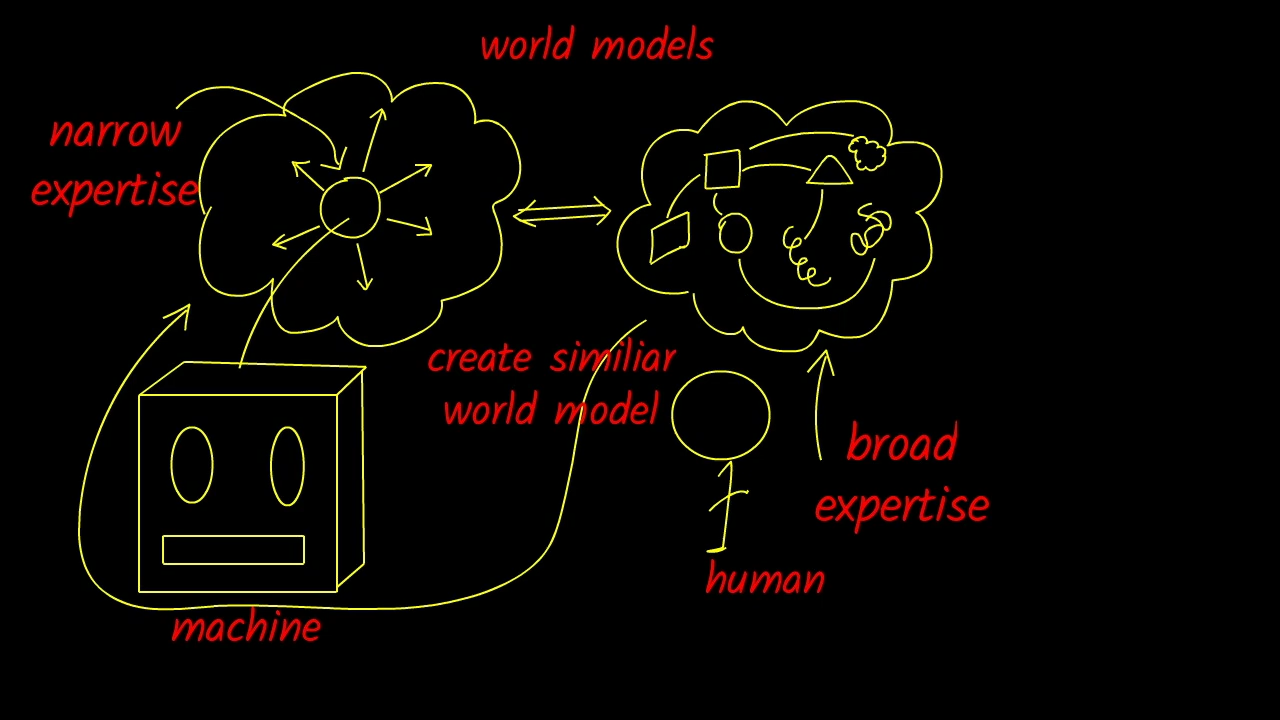 world models
narrow
expertise
create similiar
world model
broad
expertise
human
machine